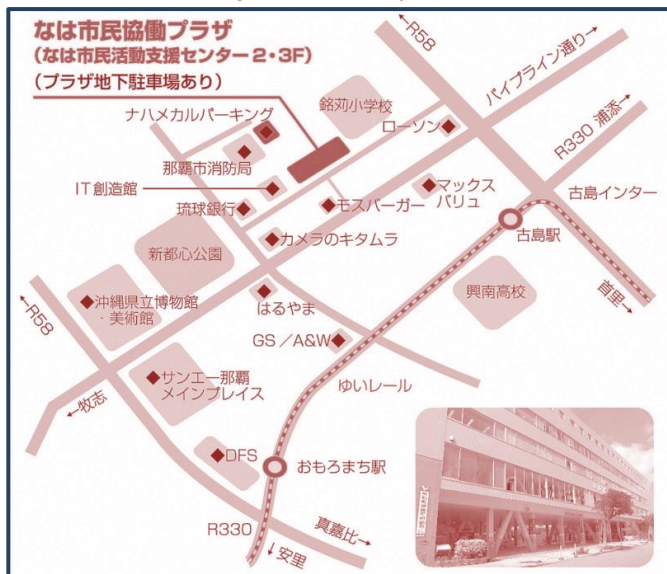 なは市民協働プラザ
(なは市民活動支援センター2・3F)
(プラザ地下駐車場あり)
←R58
パイプライン通り→
R330 浦添→
ナハメカルパーキング
銘苅小学校
ローソン
那覇市消防局
IT創造館
マックス
バリュ
古島インター
琉球銀行
モスバーガー
古島駅
カメラのキタムラ
新都心公園
興南高校
首里→
←R58
沖縄県立博物館
・美術館
はるやま
GS/A&W
サンエー那覇
メインプレイス
ゆいレール
←牧志
DFS
おもろまち駅
R330
真嘉比→
↓安里